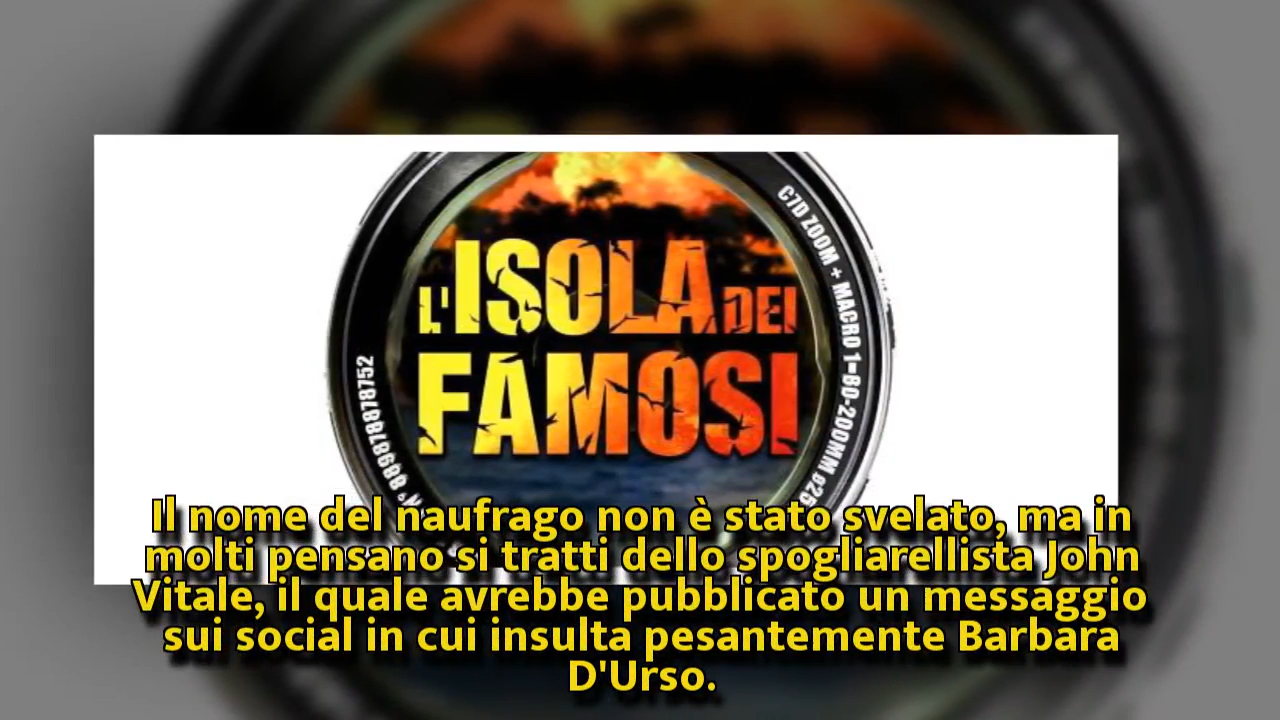 C7D ZOOM + MACRO 1=80-200MM
L'ISOLA DEI
FAMOSI
N° 88987878752
Il nome del naufrago non è stato svelato, ma in
molti pensano si tratti dello spogliarellista John
Vitale, il quale avrebbe pubblicato un messaggio
sui social in cui insulta pesantemente Barbara
D'Urso.